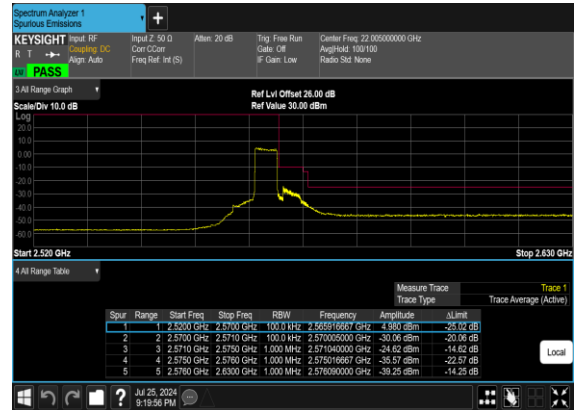 Spectrum Analyzer 1
Spurious Emissions
KEYSIGHT Input: RF Input Z: 50 Ω Atten: 20 dB Trig: Free Run Center Freq: 22.005000000 GHz
R T Coupling: DC Corr CCorr Gate: Off Avg|Hold: 100/100
Align: Auto Freq Ref: Int (S) IF Gain: Low Radio Std: None
LXI PASS
3 All Range Graph
Ref Lvl Offset 26.00 dB
Scale/Div 10.0 dB Ref Value 30.00 dBm
Log
20.0
10.0
0.00
-10.0
-20.0
-30.0
-40.0
-50.0
-60.0
Start 2.520 GHz Stop 2.630 GHz
4 All Range Table
Measure Trace Trace 1
Trace Type Trace Average (Active)
Spur Range Start Freq Stop Freq RBW Frequency Amplitude ΔLimit
1 1 2.5200 GHz 2.5700 GHz 100.0 kHz 2.565916667 GHz 4.980 dBm -25.02 dB
2 2 2.5700 GHz 2.5710 GHz 100.0 kHz 2.570005000 GHz -30.06 dBm -20.06 dB
3 3 2.5710 GHz 2.5750 GHz 1.000 MHz 2.571040000 GHz -24.62 dBm -14.62 dB
4 4 2.5750 GHz 2.5760 GHz 1.000 MHz 2.575016667 GHz -35.57 dBm -22.57 dB
5 5 2.5760 GHz 2.6300 GHz 1.000 MHz 2.576090000 GHz -39.25 dBm -14.25 dB
Local
Jul 25, 2024
9:19:56 PM